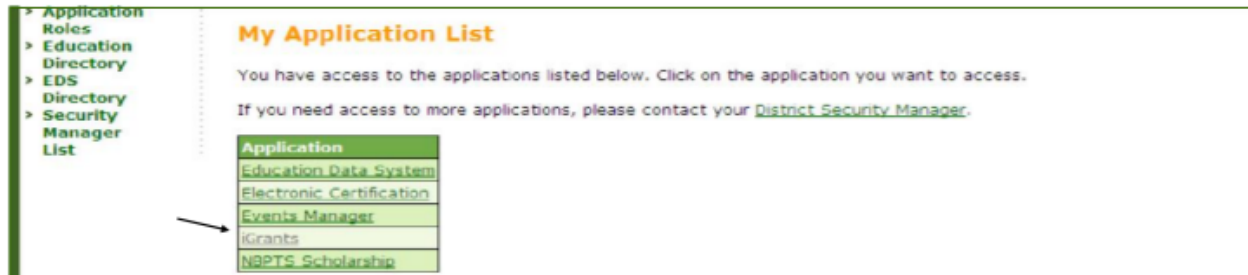 > Application
Roles
> Education
Directory
> EDS
Directory
> Security
Manager
List
My Application List
You have access to the applications listed below. Click on the application you want to access.
If you need access to more applications, please contact your District Security Manager.
Application
Education Data System
Electronic Certification
Events Manager
iGrants
NBPTS Scholarship